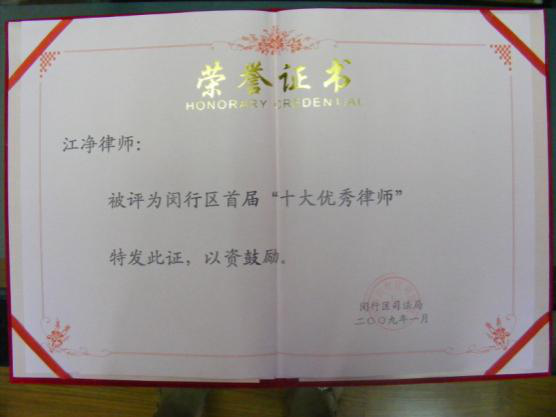 荣誉证书
HONORARY CREDENTIAL
江净律师：
被评为闵行区首届“十大优秀律师”
特发此证，以资鼓励。
闵行区司法局
二〇〇九年一月